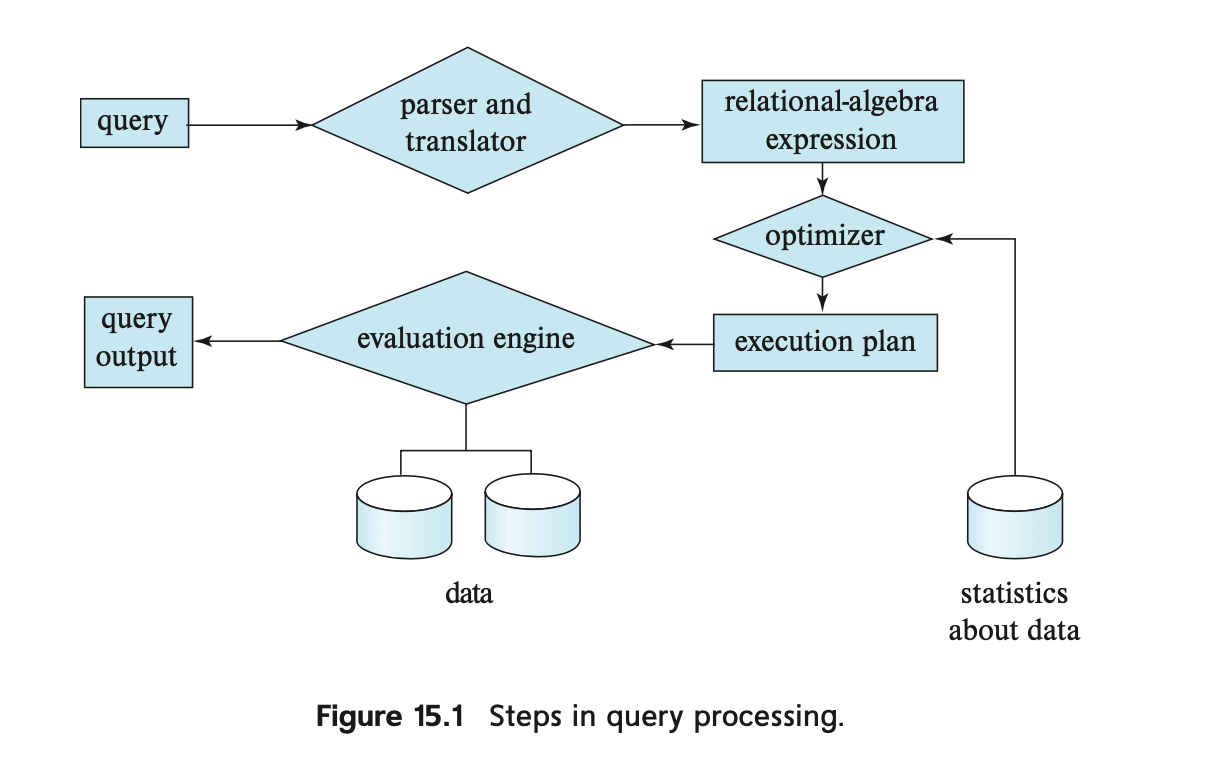 query
parser and
translator
relational-algebra
expression
optimizer
execution plan
evaluation engine
query
output
data
statistics
about data
Figure 15.1 Steps in query processing.